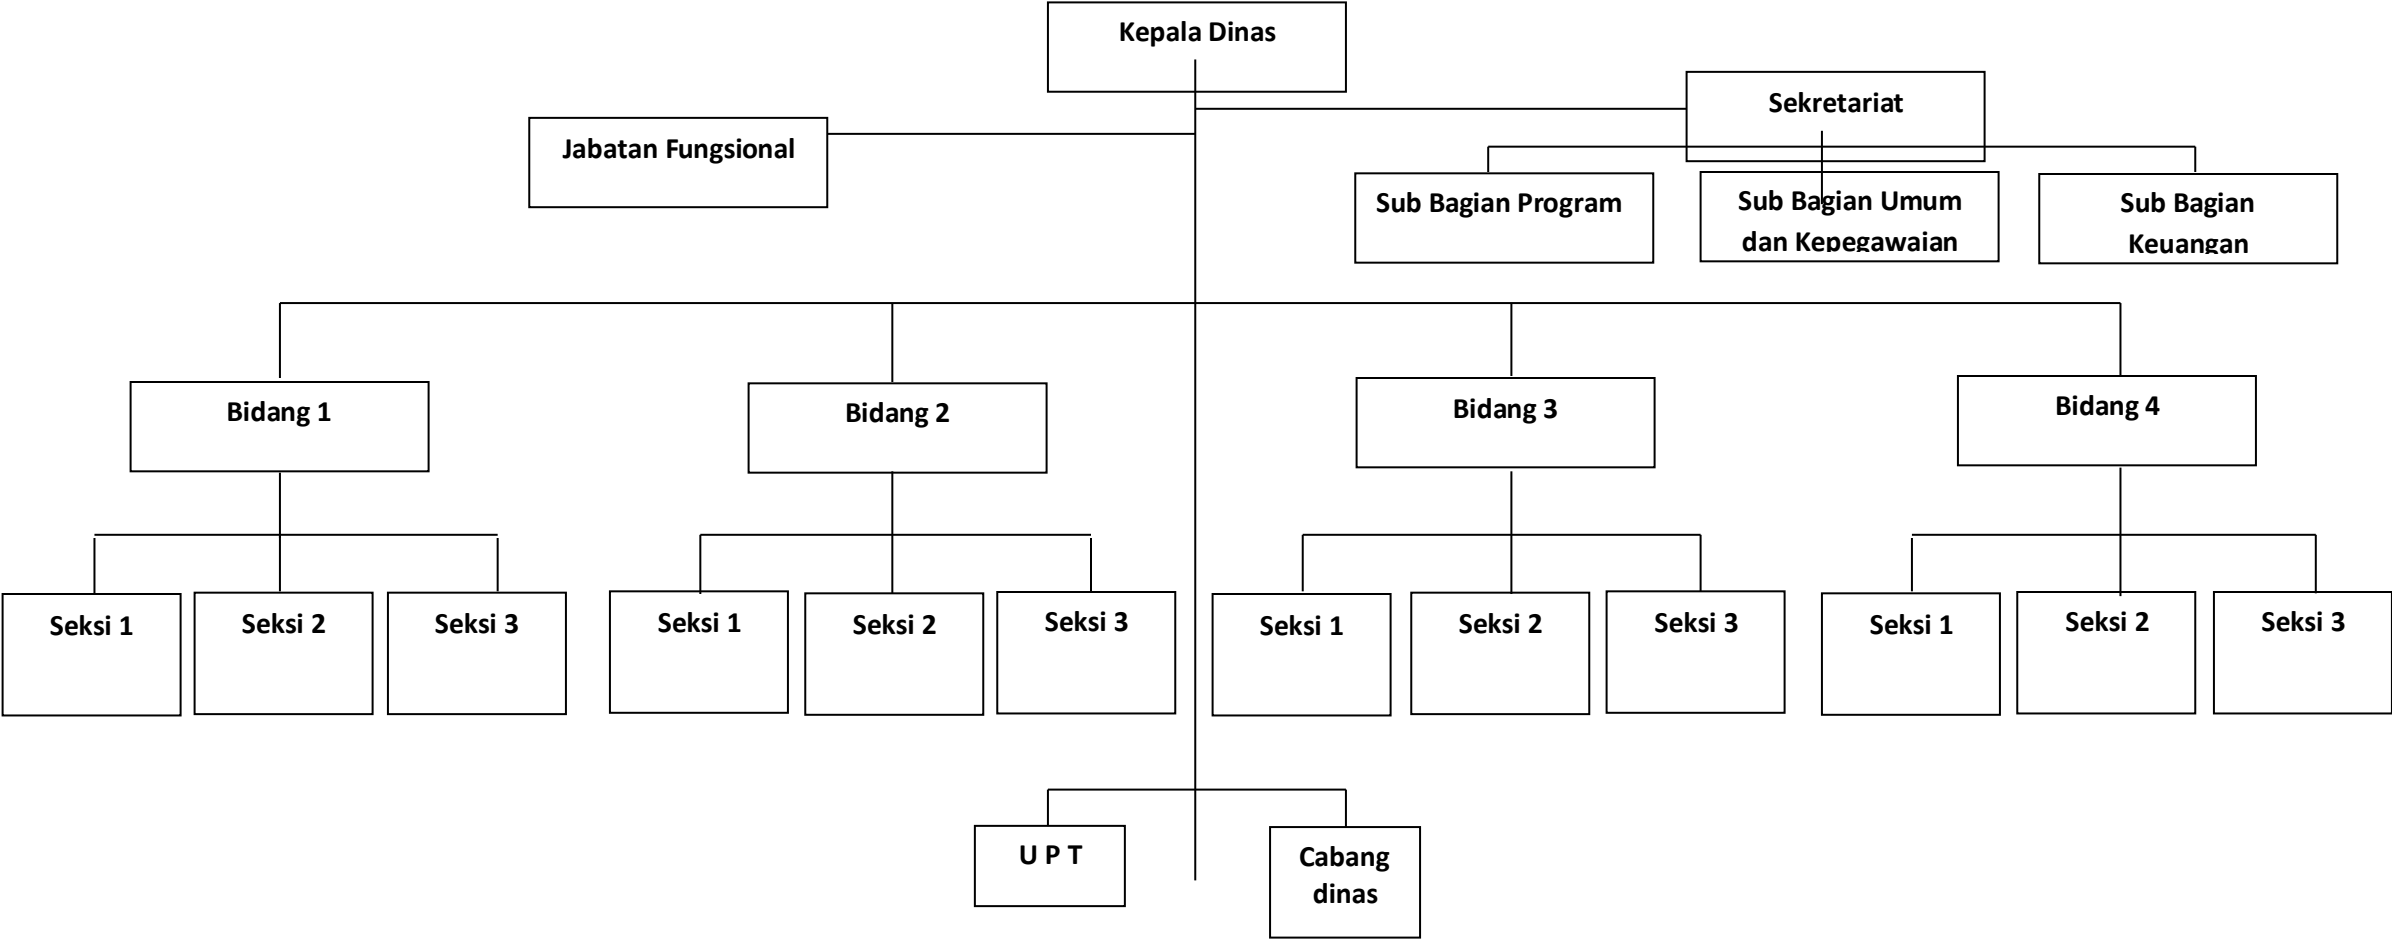 Kepala Dinas
Sekretariat
Jabatan Fungsional
Sub Bagian Program
Sub Bagian Umum
dan Kepegawaian
Sub Bagian
Keuangan
Bidang 1
Bidang 2
Bidang 3
Bidang 4
Seksi 1
Seksi 2
Seksi 3
Seksi 1
Seksi 2
Seksi 3
Seksi 1
Seksi 2
Seksi 3
Seksi 1
Seksi 2
Seksi 3
U P T
Cabang
dinas